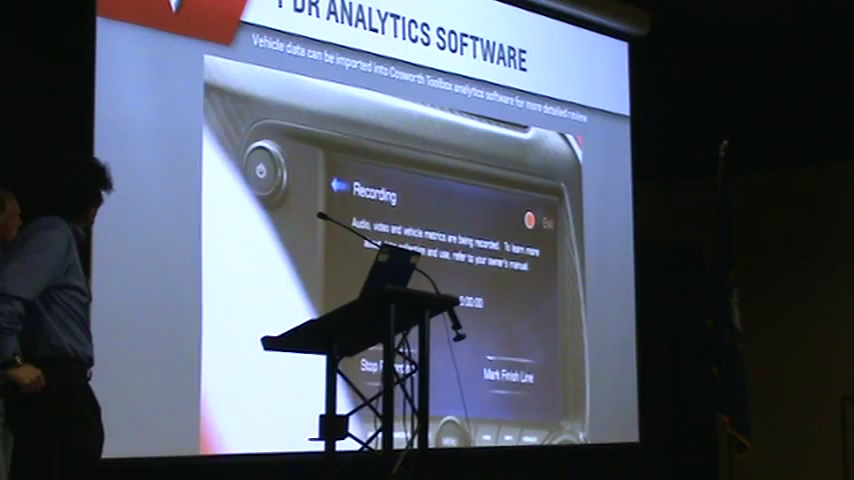 PDR ANALYTICS SOFTWARE
Vehicle data can be imported into Cosworth Toolbox analytics software for more detailed review
Recording
Exit
Audio, video and vehicle metrics are being recorded. To learn more
and use, refer to your owner's manual.
0:00:00
Stop
Mark Finish Line